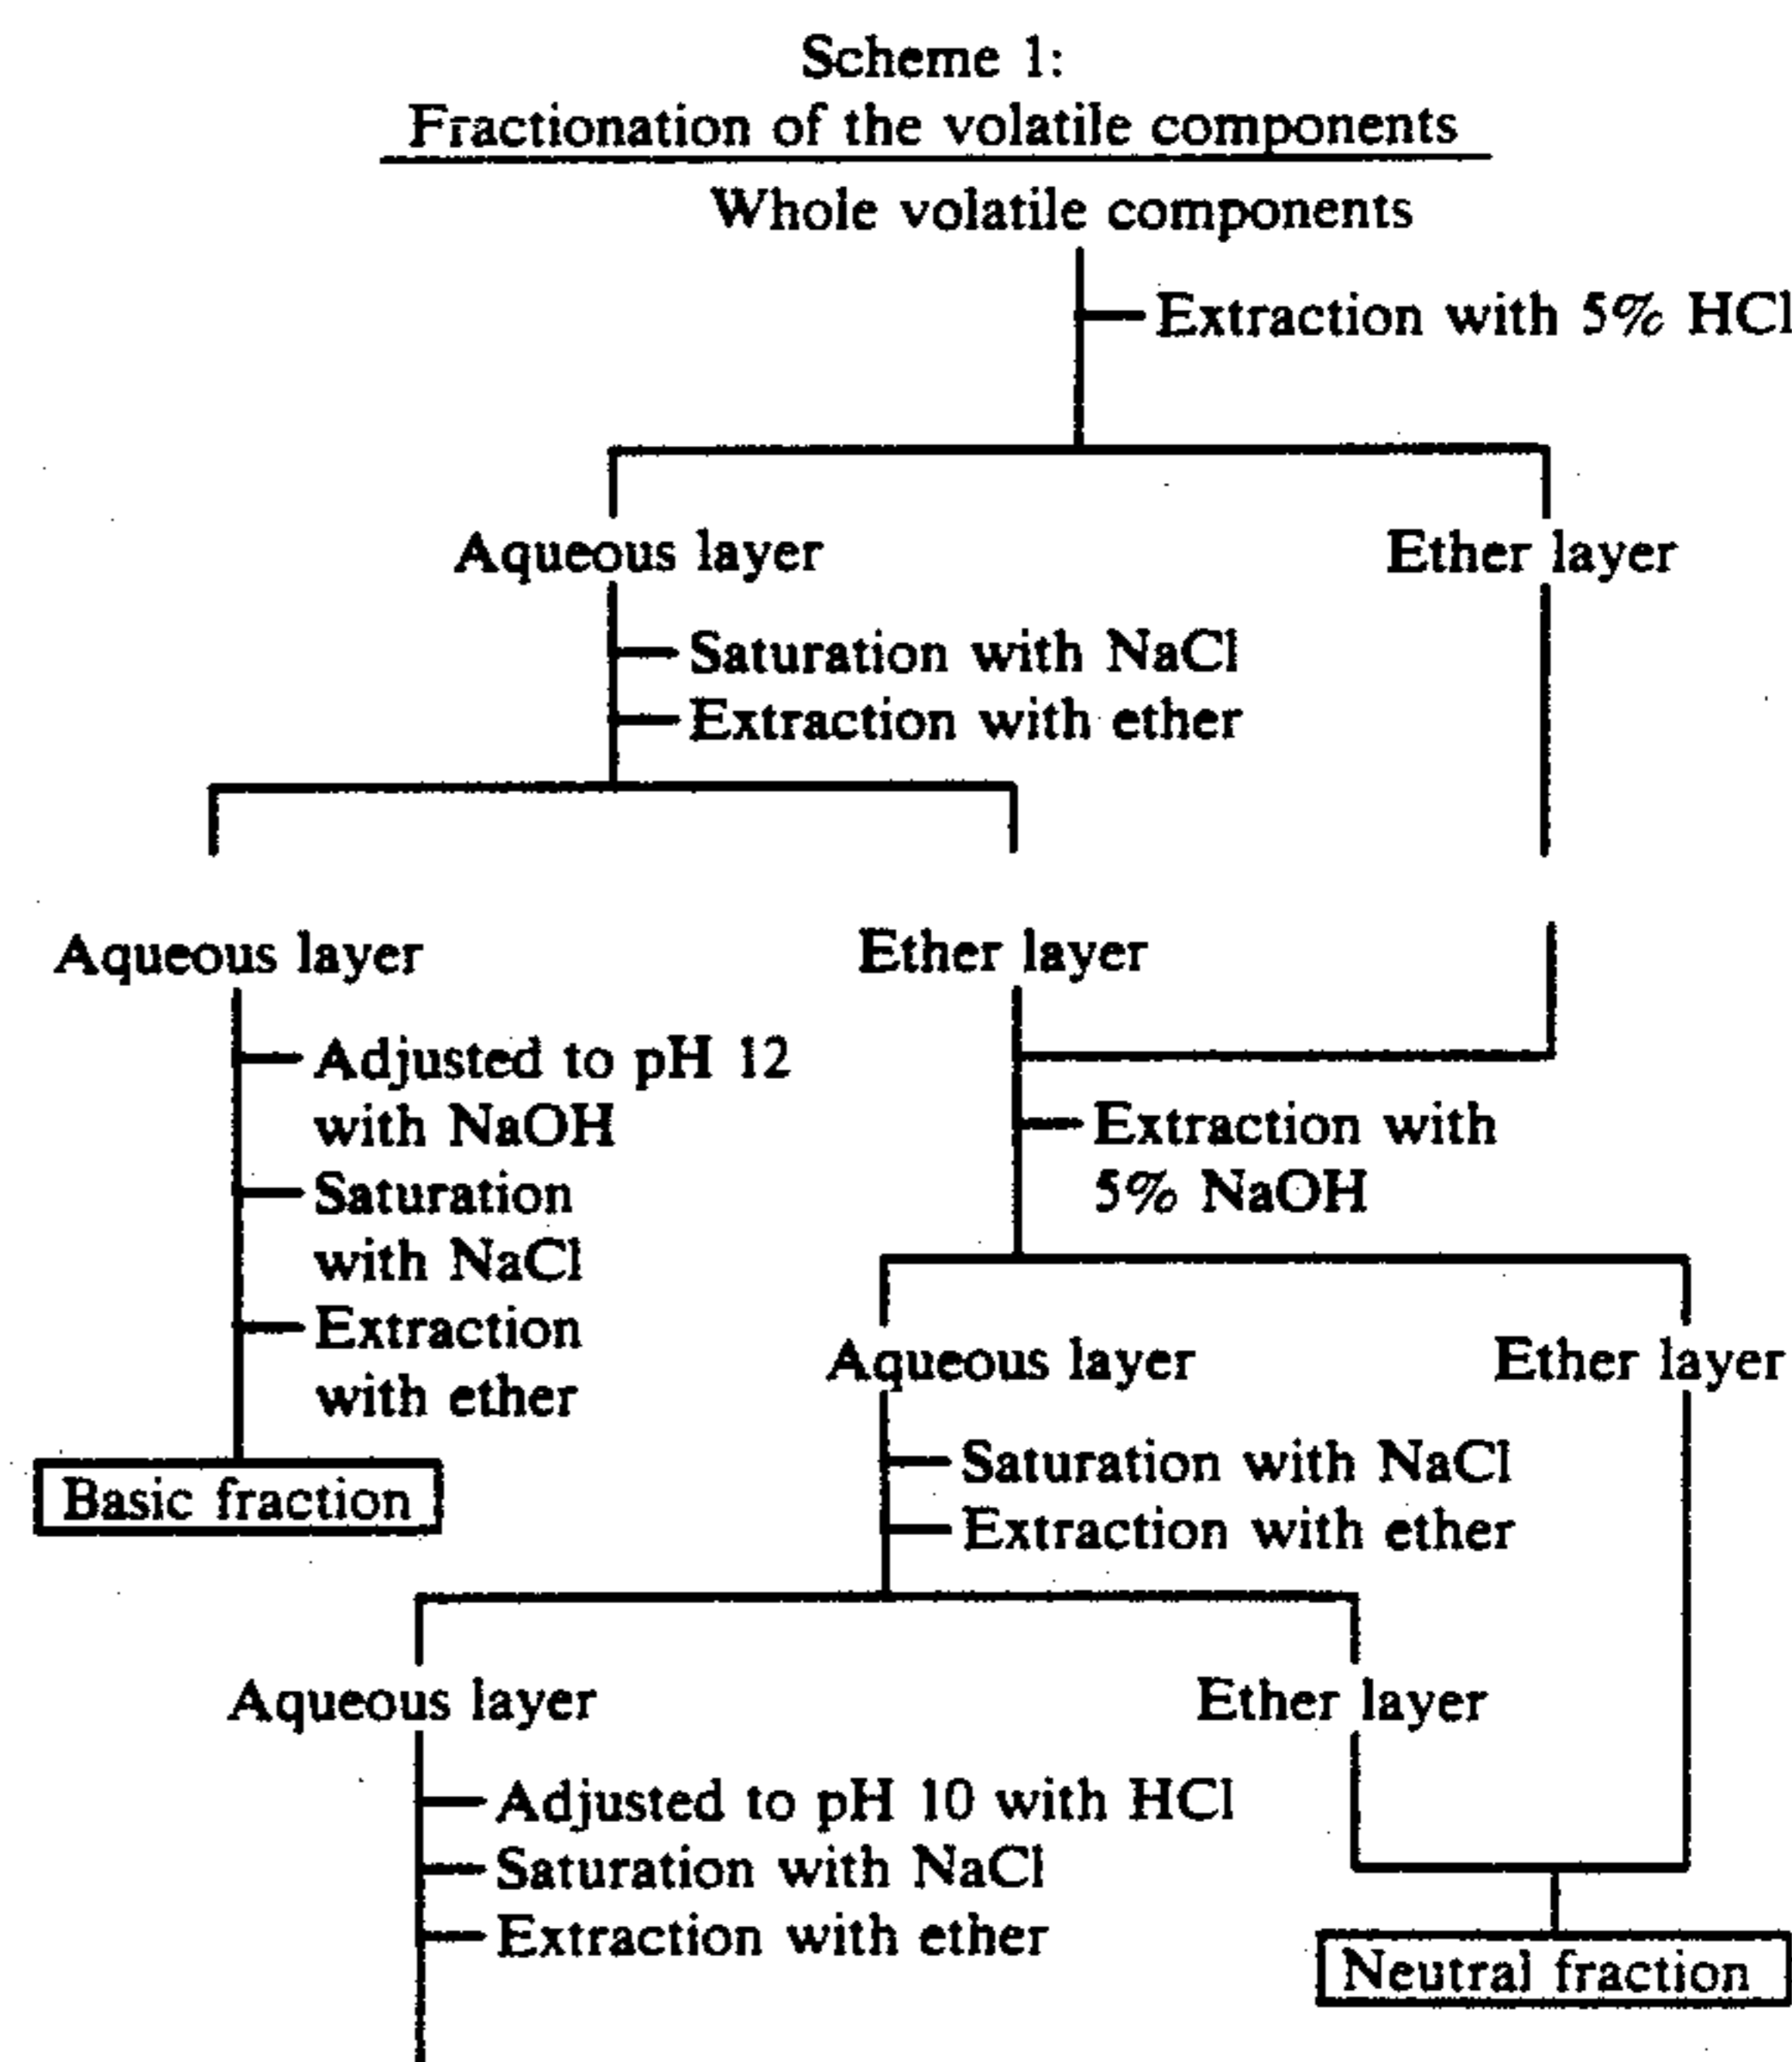 Scheme 1:
Fractionation of the volatile components
Whole volatile components
Extraction with 5% HCl
Aqueous layer
Ether layer
Saturation with NaCl
Extraction with ether
Aqueous layer
Ether layer
Adjusted to pH 12
with NaOH
Saturation
with NaCl
Extraction
with ether
Basic fraction
Extraction with
5% NaOH
Aqueous layer
Ether layer
Saturation with NaCl
Extraction with ether
Aqueous layer
Ether layer
Adjusted to pH 10 with HCl
Saturation with NaCl
Extraction with ether
Neutral fraction